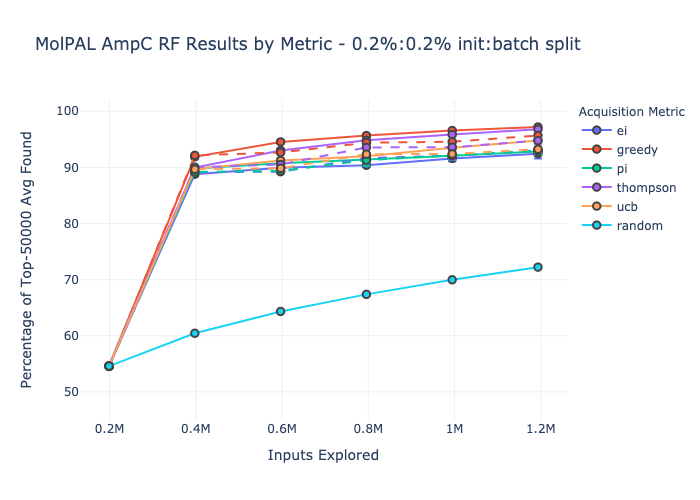 MolPAL AmpC RF Results by Metric - 0.2%:0.2% init:batch split
Percentage of Top-50000 Avg Found
100
90
80
70
60
50
0.2M
0.4M
0.6M
0.8M
1M
1.2M
Inputs Explored
Acquisition Metric
ei
greedy
pi
thompson
ucb
random